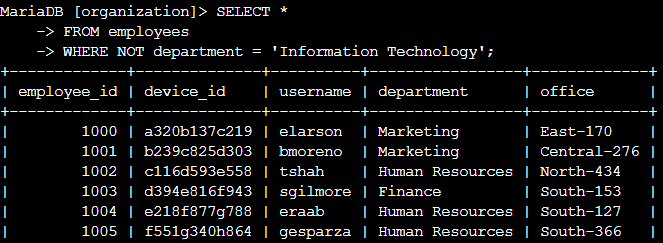 MariaDB [organization]> SELECT *
    -> FROM employees
    -> WHERE NOT department = 'Information Technology';
+-------------+--------------+----------+-----------------+-------------+
| employee_id | device_id    | username | department      | office      |
+-------------+--------------+----------+-----------------+-------------+
|        1000 | a320b137c219 | elarson  | Marketing       | East-170    |
|        1001 | b239c825d303 | bmoreno  | Marketing       | Central-276 |
|        1002 | c116d593e558 | tshah    | Human Resources | North-434   |
|        1003 | d394e816f943 | sgilmore | Finance         | South-153   |
|        1004 | e218f877g788 | eraab    | Human Resources | South-127   |
|        1005 | f551g340h864 | gesparza | Human Resources | South-366   |